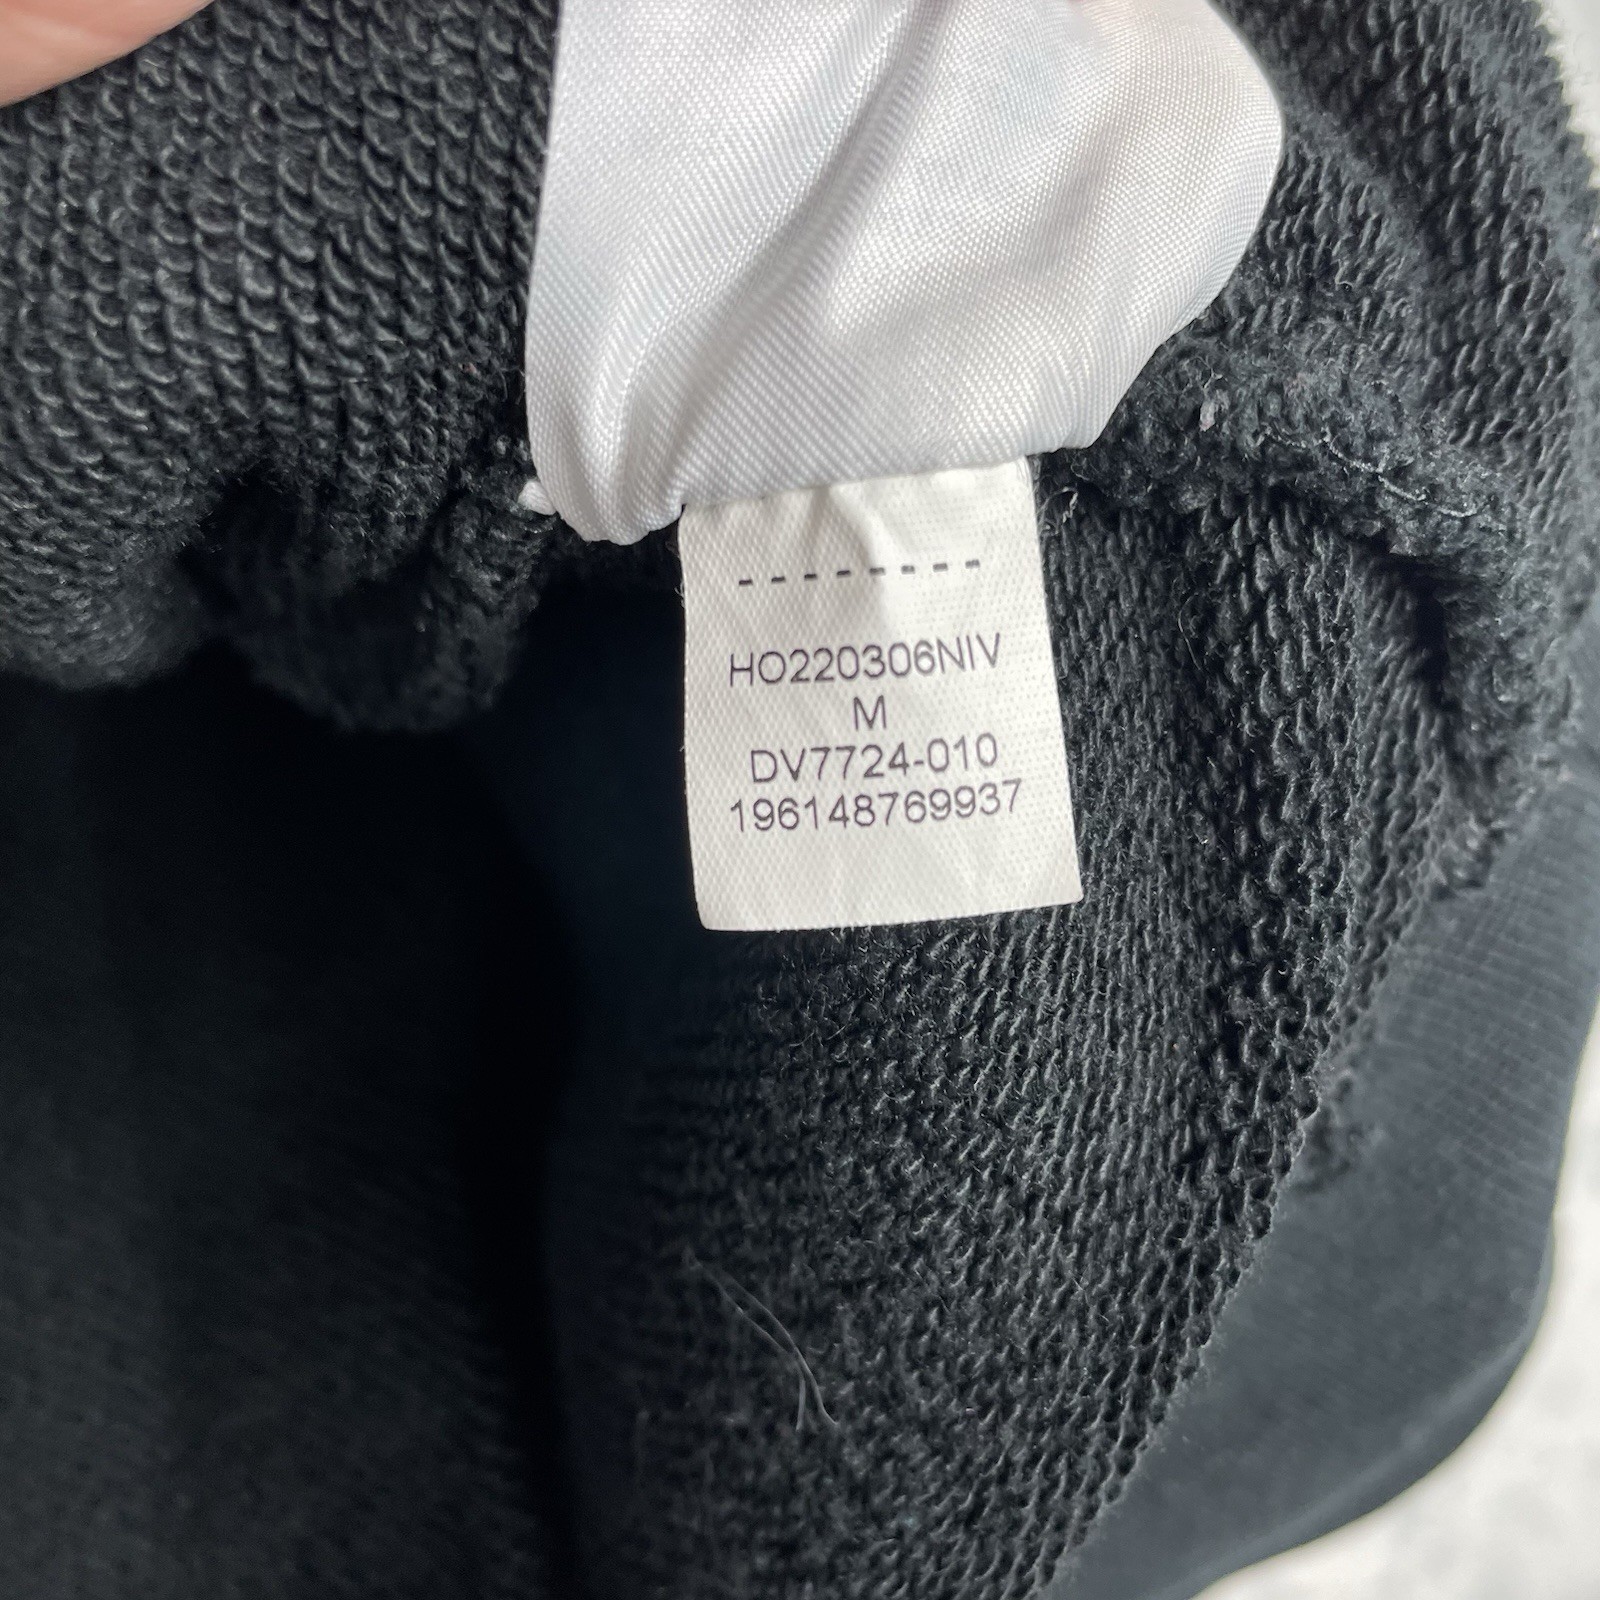 ---------
HO220306NIV
M
DV7724-010
196148769937